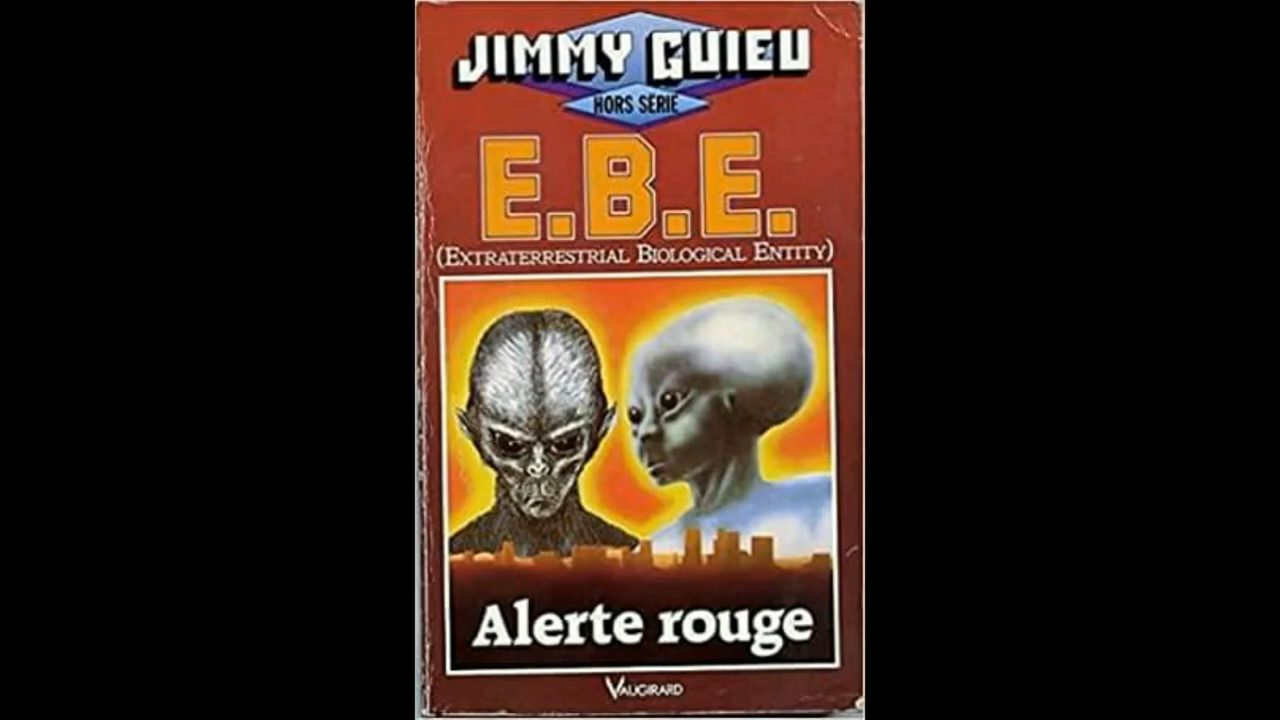 JIMMY GUIEU
HORS SÉRIE
E.B.E.
(EXTRATERRESTRIAL BIOLOGICAL ENTITY)
Alerte rouge
VAUGIRARD